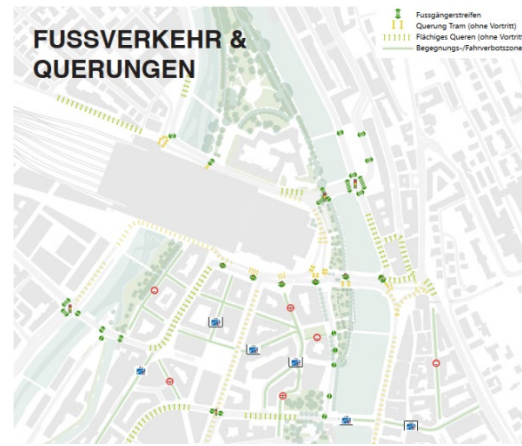 FUSSVERKEHR &
QUERUNGEN
Fussgängerstreifen
Querung Tram (ohne Vortritt)
Flächiges Queren (ohne Vortritt
Begegnungs-/Fahrverbotszone